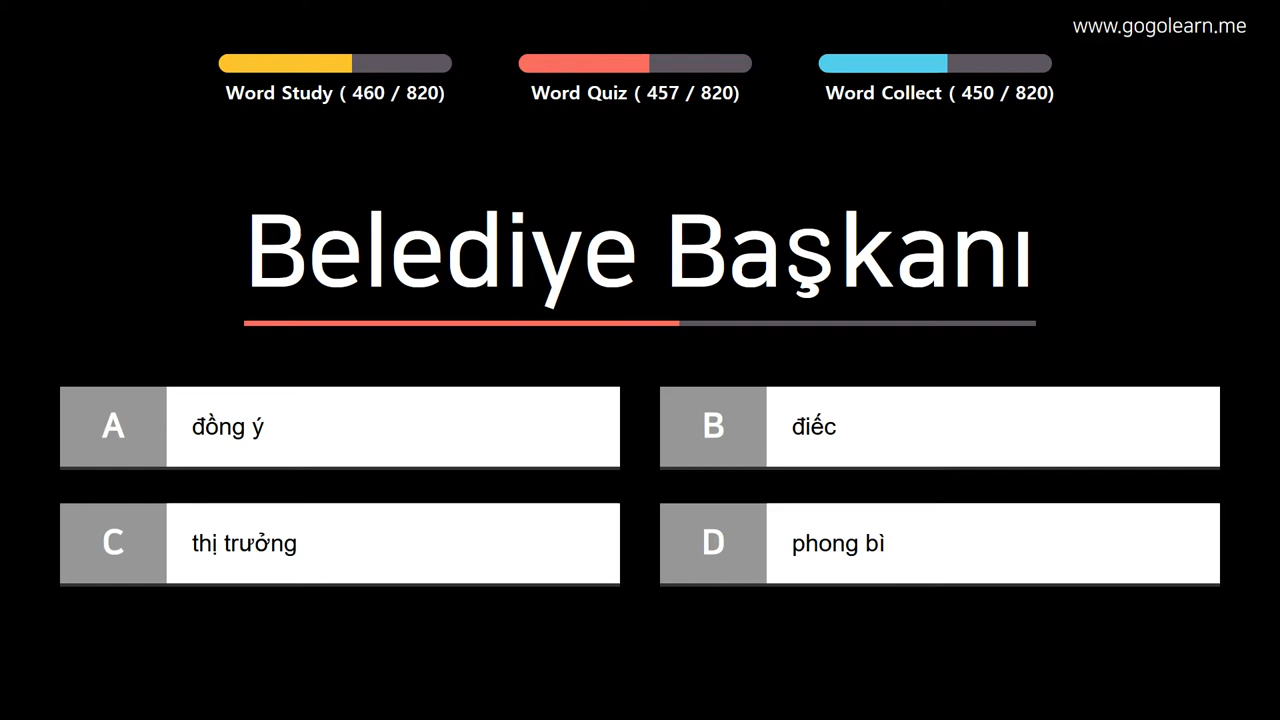 www.gogolearn.me
Word Study ( 460 / 820)
Word Quiz ( 457 / 820)
Word Collect ( 450 / 820)
Belediye Başkanı
A đồng ý
B điếc
C thị trưởng
D phong bì